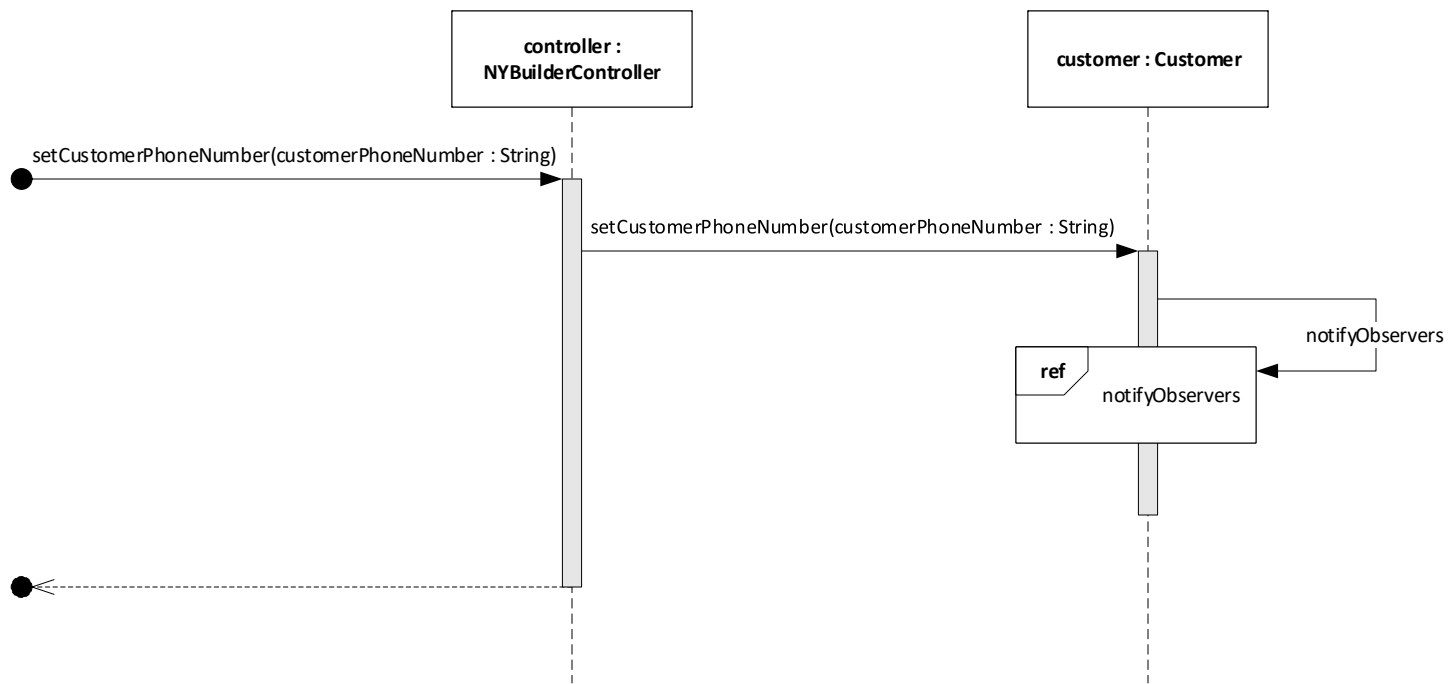 controller :
NYBuilderController
customer : Customer
setCustomerPhoneNumber(customerPhoneNumber : String)
setCustomerPhoneNumber(customerPhoneNumber : String)
notifyObservers
ref
notifyObservers